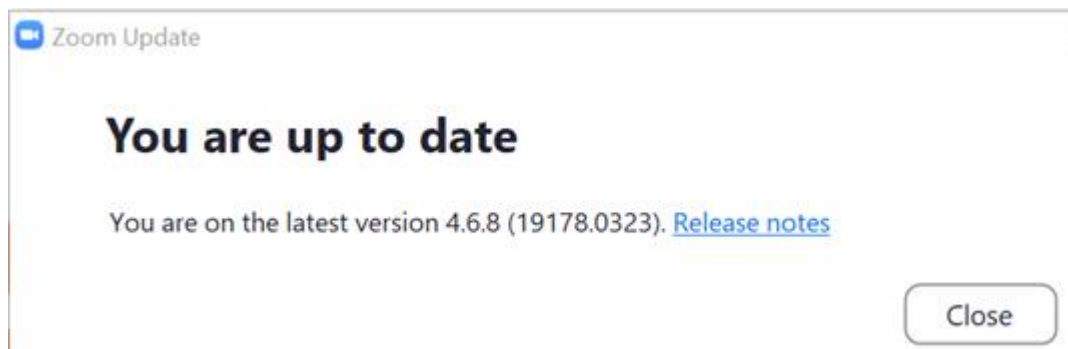 Zoom Update
You are up to date
You are on the latest version 4.6.8 (19178.0323). Release notes
Close